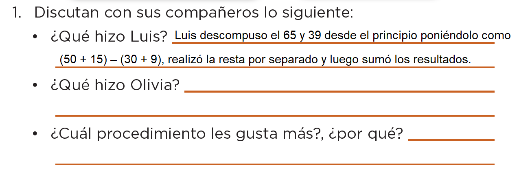 1. Discutan con sus compañeros lo siguiente:
• ¿Qué hizo Luis? Luis descompuso el 65 y 39 desde el principio poniéndolo como
(50 + 15) – (30 + 9), realizó la resta por separado y luego sumó los resultados.
• ¿Qué hizo Olivia?
• ¿Cuál procedimiento les gusta más?, ¿por qué?